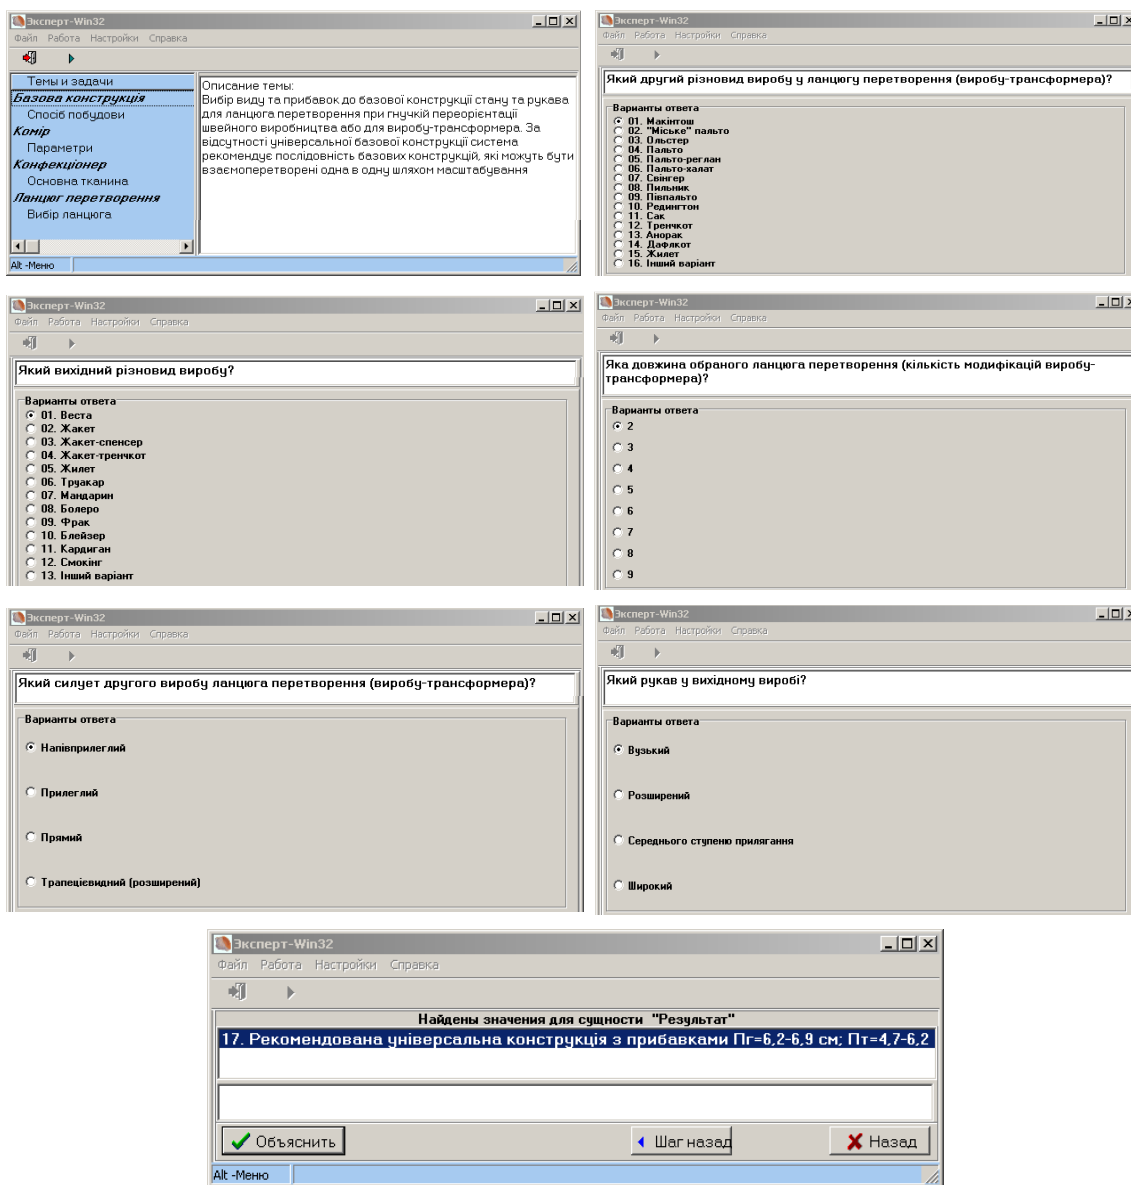 Эксперт-Win32
Файл Работа Настройки Справка
Темы и задачи
Базова конструкція
Спосіб побудови
Комір
Параметри
Конфекціонер
Основна тканина
Ланцюг перетворення
Вибір ланцюга
Описание темы:
Вибір виду та прибавок до базової конструкції стану та рукава
для ланцюга перетворення при гнучкій переорієнтації
швейного виробництва або для виробу-трансформера. За
відсутності універсальної базової конструкції система
рекомендує послідовність базових конструкцій, які можуть бути
взаємоперетворені одна в одну шляхом масштабування
Alt -Меню
Эксперт-Win32
Файл Работа Настройки Справка
Який другий різновид виробу у ланцюгу перетворення (виробу-трансформера)?
Варианты ответа
01. Макінтош
02. "Міське" пальто
03. Ольстер
04. Пальто
05. Пальто-реглан
06. Пальто-халат
07. Свінгер
08. Пильник
09. Півпальто
10. Редингтон
11. Сак
12. Тренчкот
13. Анорак
14. Дафлкот
15. Жилет
16. Інший варіант
Эксперт-Win32
Файл Работа Настройки Справка
Який вихідний різновид виробу?
Варианты ответа
01. Веста
02. Жакет
03. Жакет-спенсер
04. Жакет-тренчкот
05. Жилет
06. Труакар
07. Мандарин
08. Болеро
09. Фрак
10. Блейзер
11. Кардиган
12. Смокінг
13. Інший варіант
Эксперт-Win32
Файл Работа Настройки Справка
Яка довжина обраного ланцюга перетворення (кількість модифікацій виробу-
трансформера)?
Варианты ответа
2
3
4
5
6
7
8
9
Эксперт-Win32
Файл Работа Настройки Справка
Який силует другого виробу ланцюга перетворення (виробу-трансформера)?
Варианты ответа
Напівприлеглий
Прилеглий
Прямий
Трапецієвидний (розширений)
Эксперт-Win32
Файл Работа Настройки Справка
Який рукав у вихідному виробі?
Варианты ответа
Вузький
Розширений
Середнього ступеню прилягання
Широкий
Эксперт-Win32
Файл Работа Настройки Справка
Найдены значения для сущности "Результат"
17. Рекомендована універсальна конструкція з прибавками Пг=6,2-6,9 см; Пт=4,7-6,2
Объяснить
Шаг назад
Назад
Alt -Меню